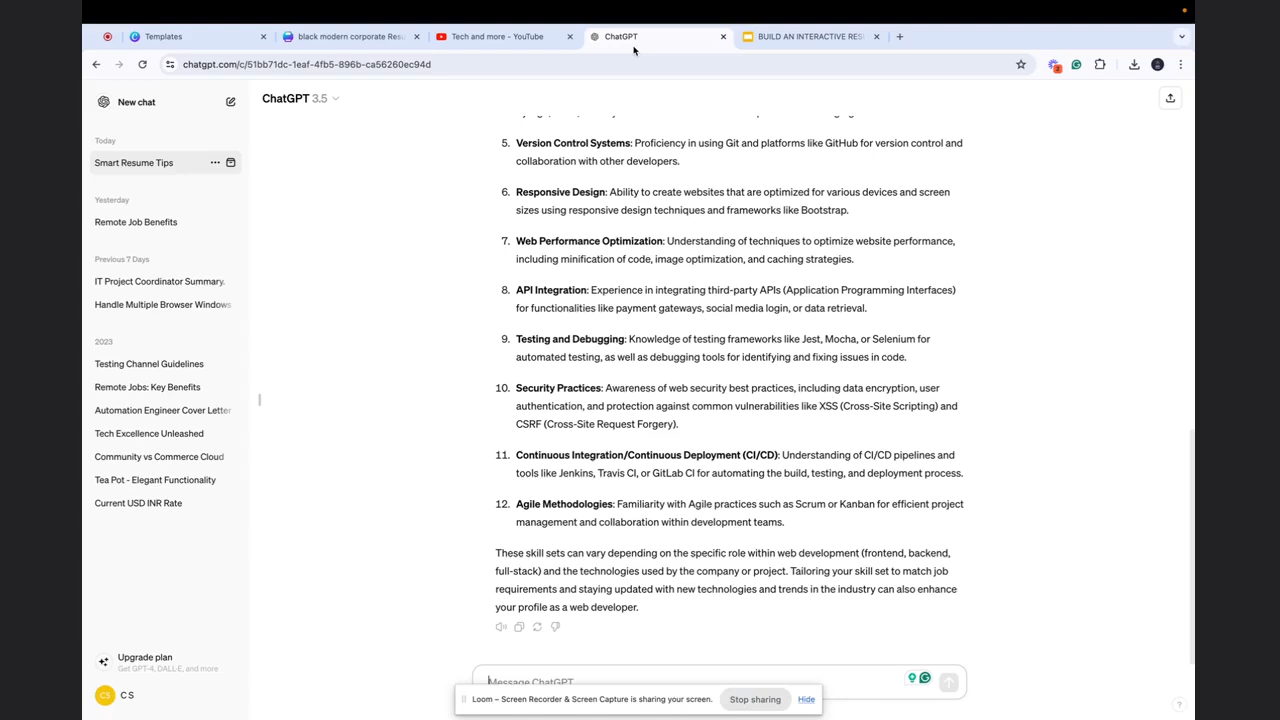 Templates
black modern corporate Resu
Tech and more - YouTube
ChatGPT
BUILD AN INTERACTIVE RES
chatgpt.com/c/51bb71dc-1eaf-4fb5-896b-ca56260ec94d
New chat
ChatGPT 3.5
Today
Smart Resume Tips
Yesterday
Remote Job Benefits
Previous 7 Days
IT Project Coordinator Summary.
Handle Multiple Browser Windows
2023
Testing Channel Guidelines
Remote Jobs: Key Benefits
Automation Engineer Cover Letter
Tech Excellence Unleashed
Community vs Commerce Cloud
Tea Pot - Elegant Functionality
Current USD INR Rate
Upgrade plan
Get GPT-4, DALL·E, and more
CS
C S
5. Version Control Systems: Proficiency in using Git and platforms like GitHub for version control and
collaboration with other developers.
6. Responsive Design: Ability to create websites that are optimized for various devices and screen
sizes using responsive design techniques and frameworks like Bootstrap.
7. Web Performance Optimization: Understanding of techniques to optimize website performance,
including minification of code, image optimization, and caching strategies.
8. API Integration: Experience in integrating third-party APIs (Application Programming Interfaces)
for functionalities like payment gateways, social media login, or data retrieval.
9. Testing and Debugging: Knowledge of testing frameworks like Jest, Mocha, or Selenium for
automated testing, as well as debugging tools for identifying and fixing issues in code.
10. Security Practices: Awareness of web security best practices, including data encryption, user
authentication, and protection against common vulnerabilities like XSS (Cross-Site Scripting) and
CSRF (Cross-Site Request Forgery).
11. Continuous Integration/Continuous Deployment (CI/CD): Understanding of CI/CD pipelines and
tools like Jenkins, Travis CI, or GitLab CI for automating the build, testing, and deployment process.
12. Agile Methodologies: Familiarity with Agile practices such as Scrum or Kanban for efficient project
management and collaboration within development teams.
These skill sets can vary depending on the specific role within web development (frontend, backend,
full-stack) and the technologies used by the company or project. Tailoring your skill set to match job
requirements and staying updated with new technologies and trends in the industry can also enhance
your profile as a web developer.
Message ChatGPT
Loom – Screen Recorder & Screen Capture is sharing your screen.
Stop sharing
Hide
?